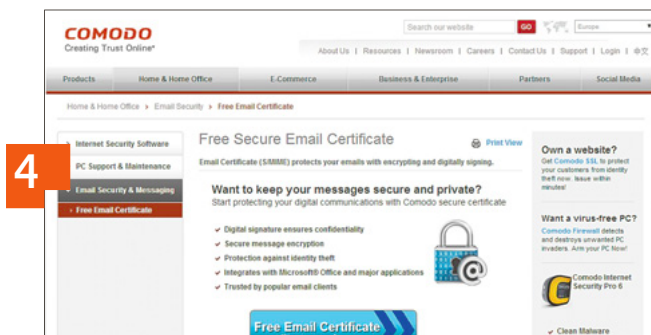 COMODO
Creating Trust Online®
Search our website GO Europe
About Us | Resources | Newsroom | Careers | Contact Us | Support | Login | 中文
Products Home & Home Office E-Commerce Business & Enterprise Partners Social Media
Home & Home Office Email Security Free Email Certificate
4
Internet Security Software
PC Support & Maintenance
Email Security & Messaging
Free Email Certificate
Free Secure Email Certificate
Print View
Email Certificate (S/MIME) protects your emails with encrypting and digitally signing.
Want to keep your messages secure and private?
Start protecting your digital communications with Comodo secure certificate
Digital signature ensures confidentiality
Secure message encryption
Protection against identity theft
Integrates with Microsoft® Office and major applications
Trusted by popular email clients
@
Free Email Certificate
Own a website?
Get Comodo SSL to protect
your customers from identity
theft now. Issue within
minutes!
Want a virus-free PC?
Comodo Firewall detects
and destroys unwanted PC
invaders. Arm your PC Now!
Comodo Internet
Security Pro 6
Clean Malware